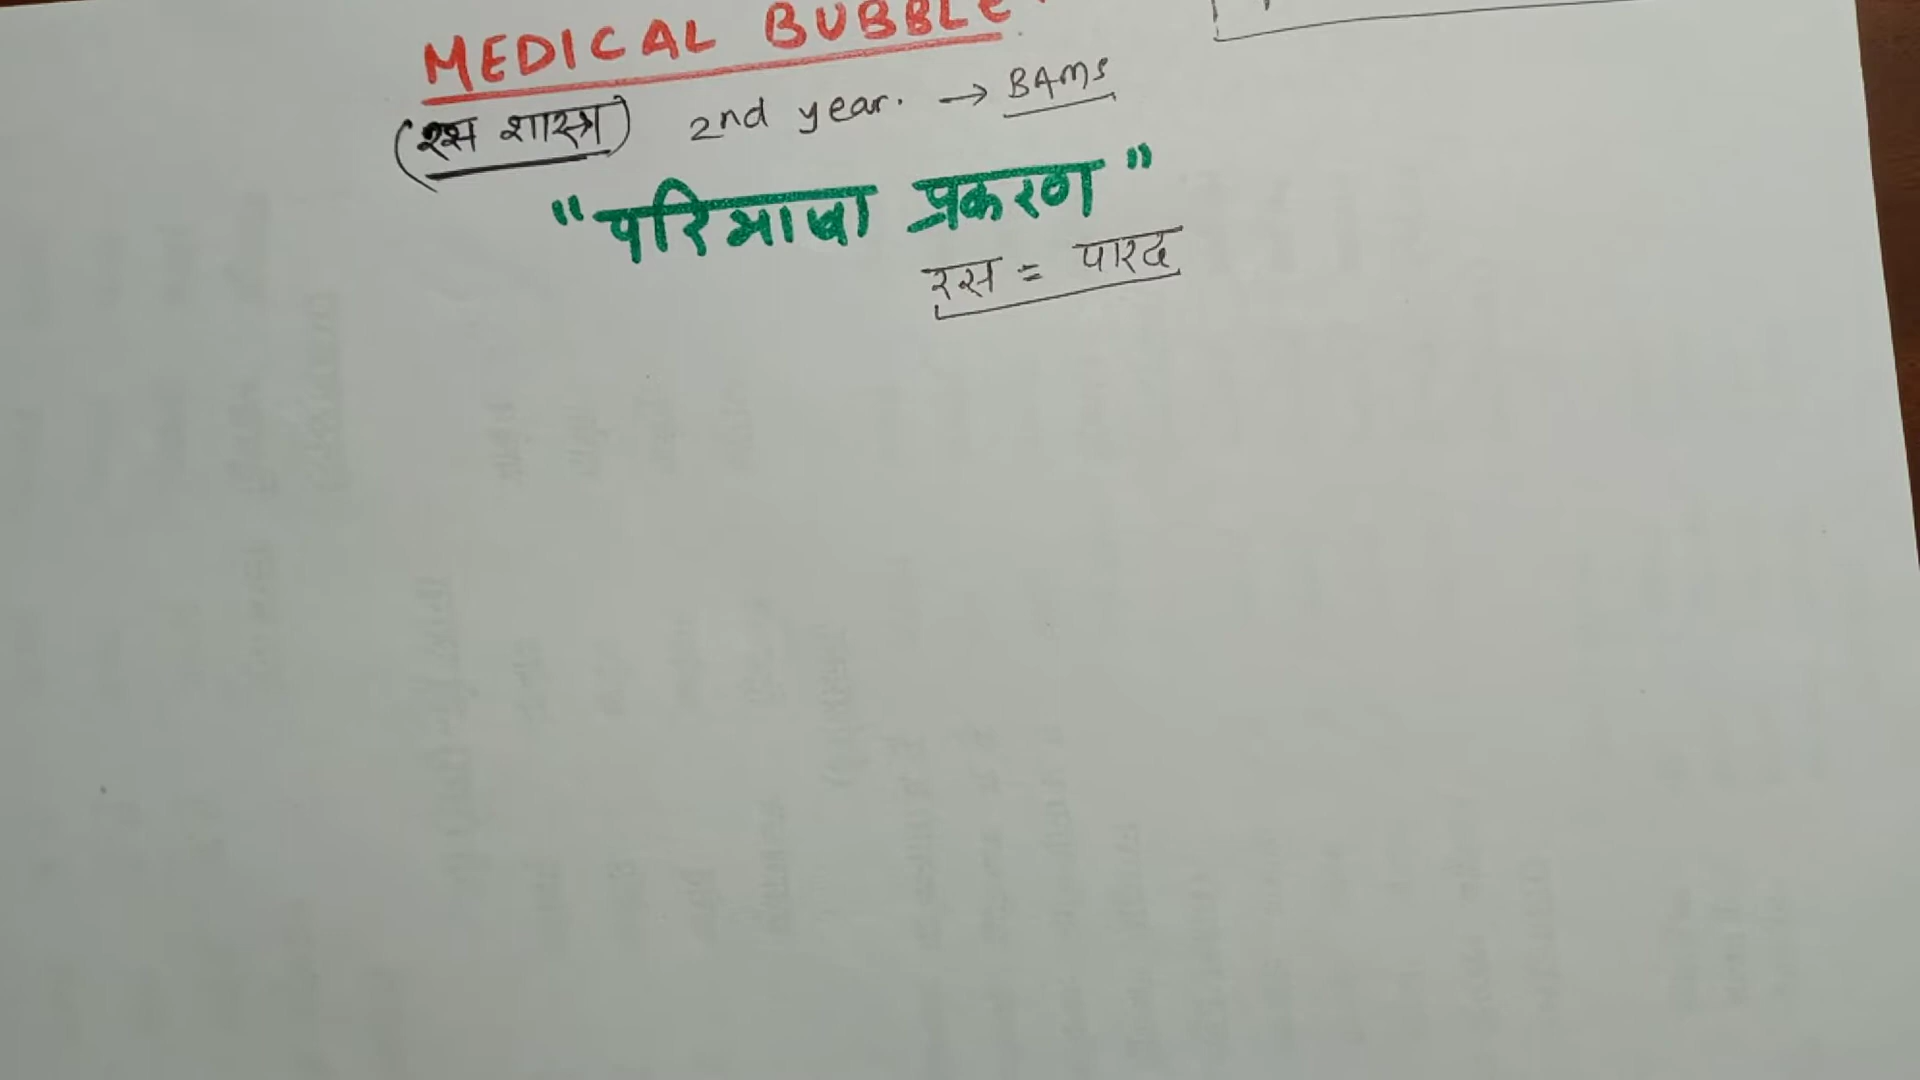 MEDICAL BUBBLE
(रस शास्त्र) 2nd year. → BAMS
"परिभाषा प्रकरण"
रस = पारद